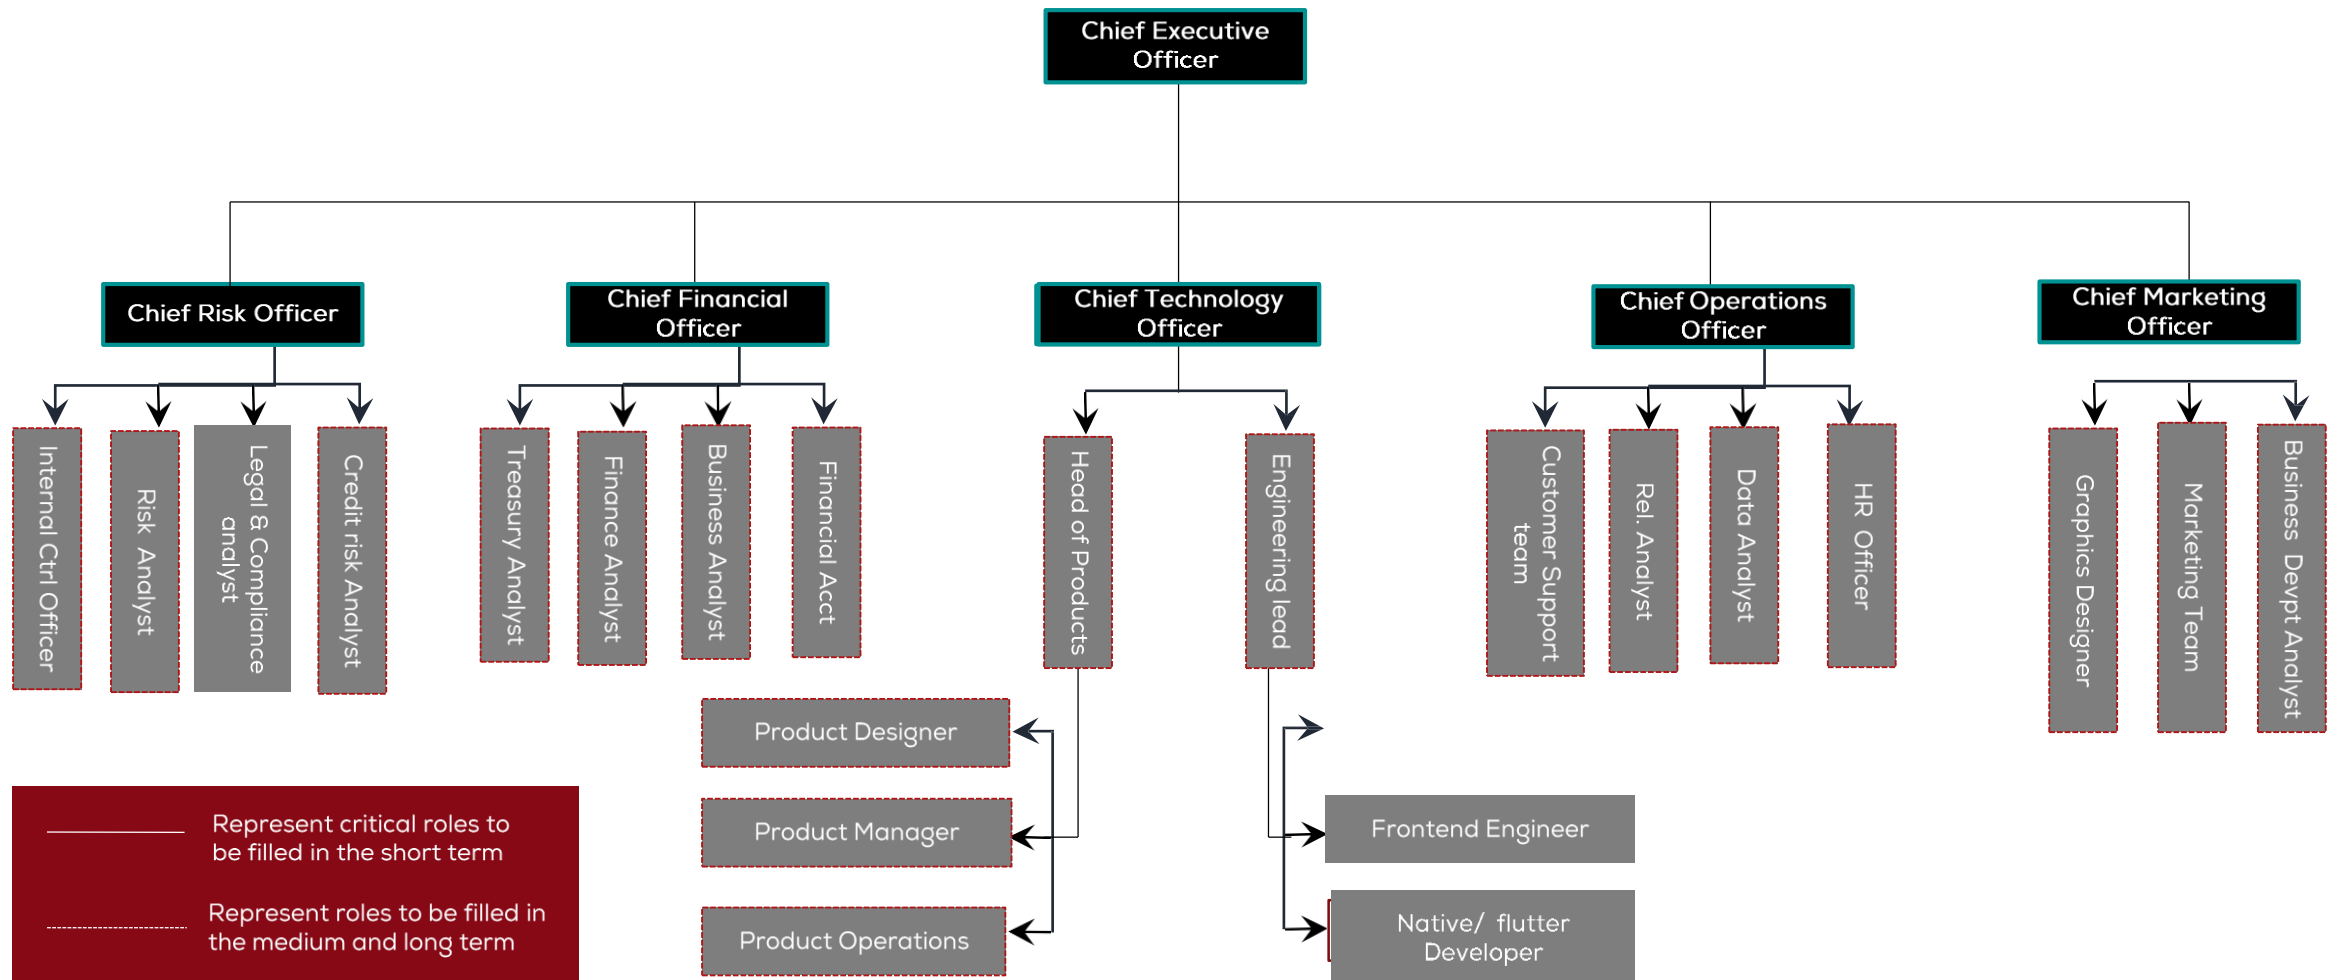 Chief Executive
Officer
Chief Risk Officer
Chief Financial
Officer
Chief Technology
Officer
Chief Operations
Officer
Chief Marketing
Officer
Internal Ctrl Officer
Risk Analyst
Legal & Compliance
analyst
Credit risk Analyst
Treasury Analyst
Finance Analyst
Business Analyst
Financial Acct
Head of Products
Engineering lead
Customer Support
team
Rel. Analyst
Data Analyst
HR Officer
Graphics Designer
Marketing Team
Business Devpt Analyst
Product Designer
Product Manager
Product Operations
Frontend Engineer
Native/ flutter
Developer
Represent critical roles to
be filled in the short term
Represent roles to be filled in
the medium and long term